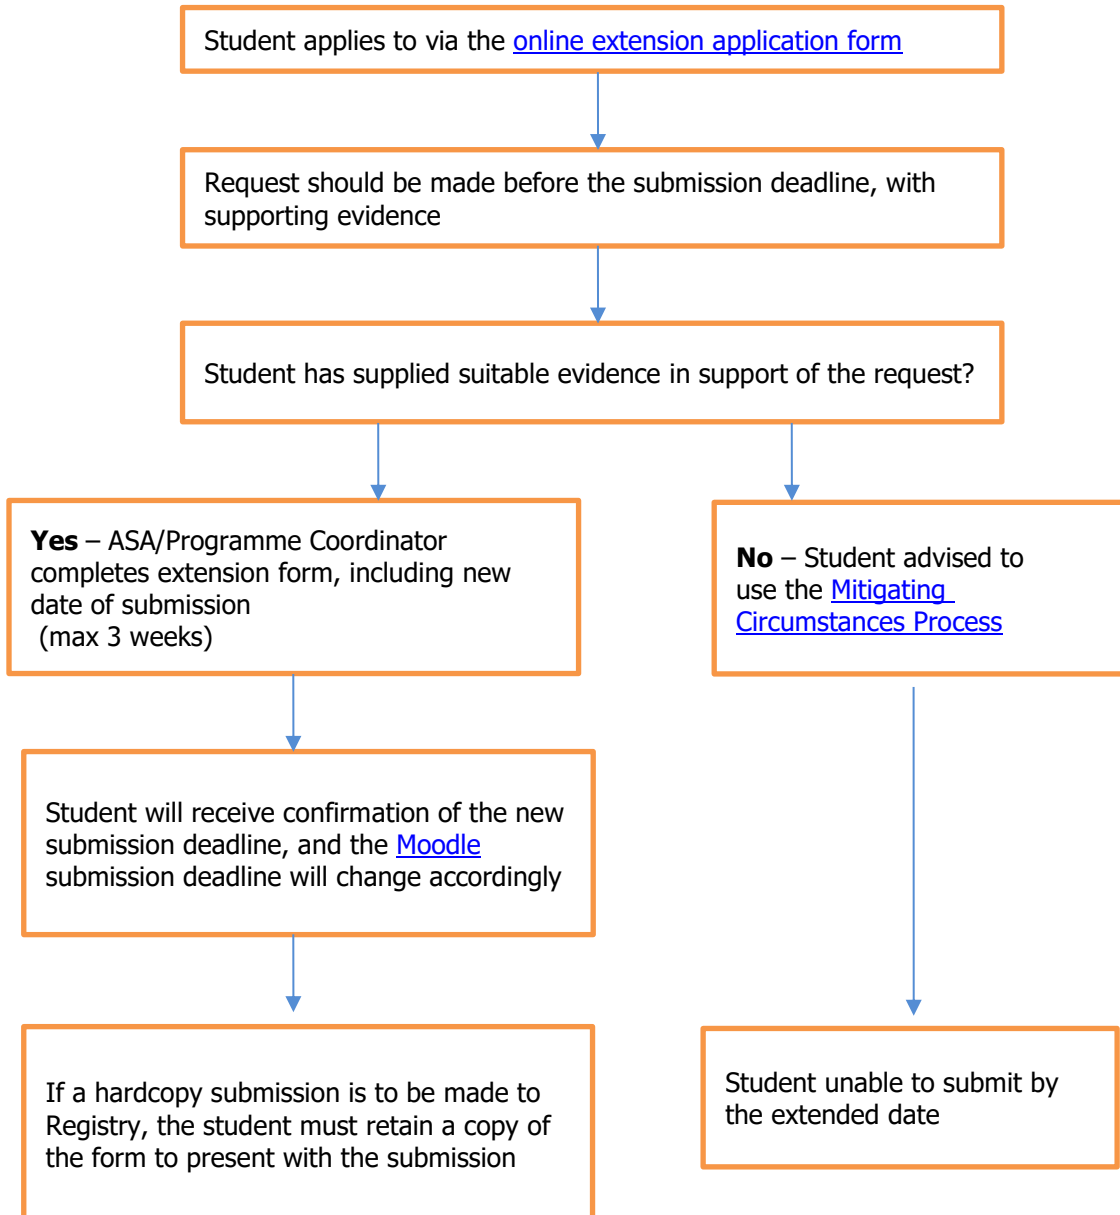 Student applies to via the online extension application form
Request should be made before the submission deadline, with
supporting evidence
Student has supplied suitable evidence in support of the request?
Yes – ASA/Programme Coordinator
completes extension form, including new
date of submission
(max 3 weeks)
No – Student advised to
use the Mitigating
Circumstances Process
Student will receive confirmation of the new
submission deadline, and the Moodle
submission deadline will change accordingly
If a hardcopy submission is to be made to
Registry, the student must retain a copy of
the form to present with the submission
Student unable to submit by
the extended date